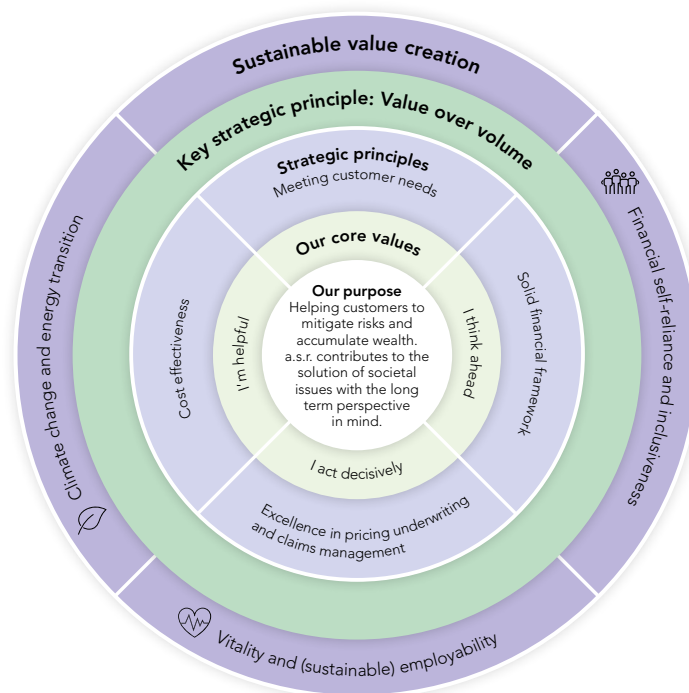 Sustainable value creation
Key strategic principle: Value over volume
Strategic principles
Meeting customer needs
Our core values
Our purpose
Helping customers to
mitigate risks and
accumulate wealth.
a.s.r. contributes to the
solution of societal
issues with the long
term perspective
in mind.
I'm helpful
I think ahead
I act decisively
Cost effectiveness
Solid financial framework
Excellence in pricing underwriting
and claims management
Climate change and energy transition
Financial self-reliance and inclusiveness
Vitality and (sustainable) employability